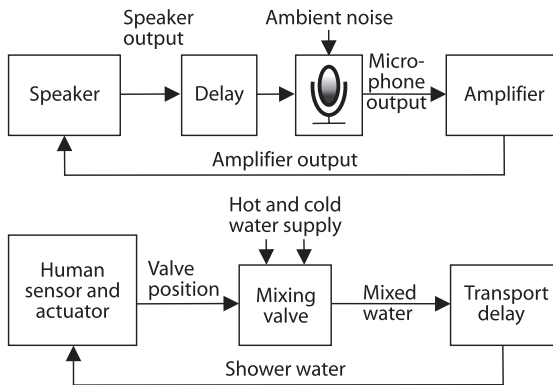 Speaker
output
Ambient noise
Speaker
Delay
Micro-
phone
output
Amplifier
Amplifier output
Hot and cold
water supply
Human
sensor and
actuator
Valve
position
Mixing
valve
Mixed
water
Transport
delay
Shower water